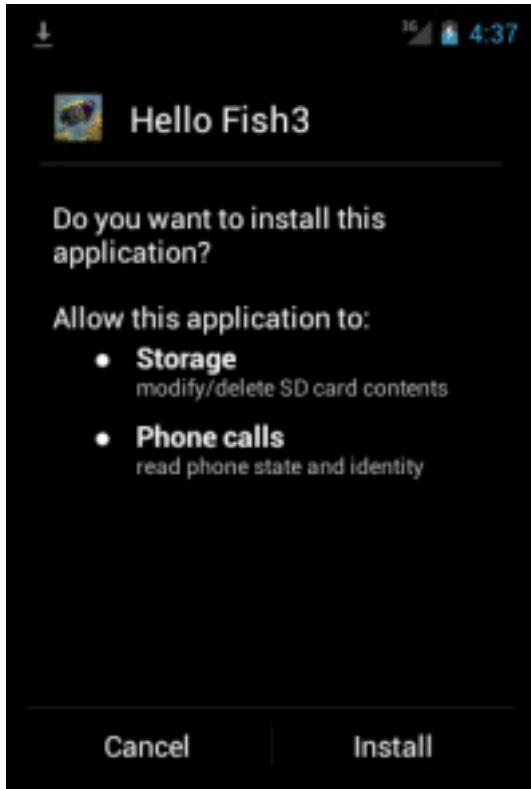 3G 4:37
Hello Fish3
Do you want to install this
application?
Allow this application to:
Storage
modify/delete SD card contents
Phone calls
read phone state and identity
Cancel Install